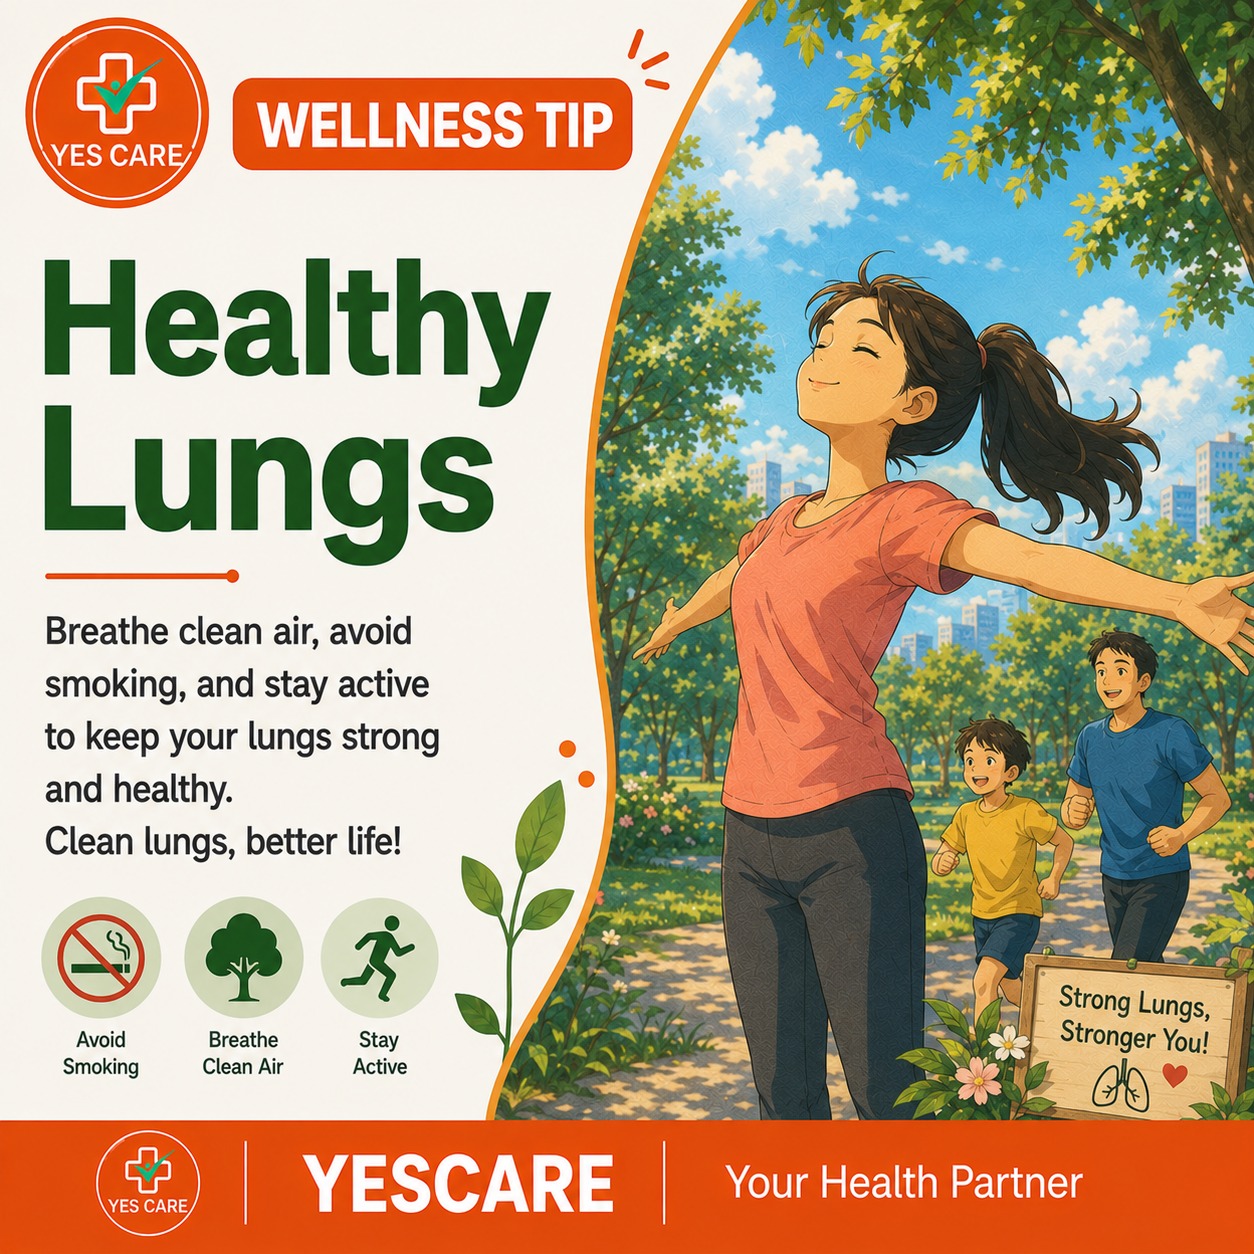 YES CARE
WELLNESS TIP
Healthy
Lungs
Breathe clean air, avoid
smoking, and stay active
to keep your lungs strong
and healthy.
Clean lungs, better life!
Avoid
Smoking
Breathe
Clean Air
Stay
Active
Strong Lungs,
Stronger You!
YES CARE
YESCARE
Your Health Partner